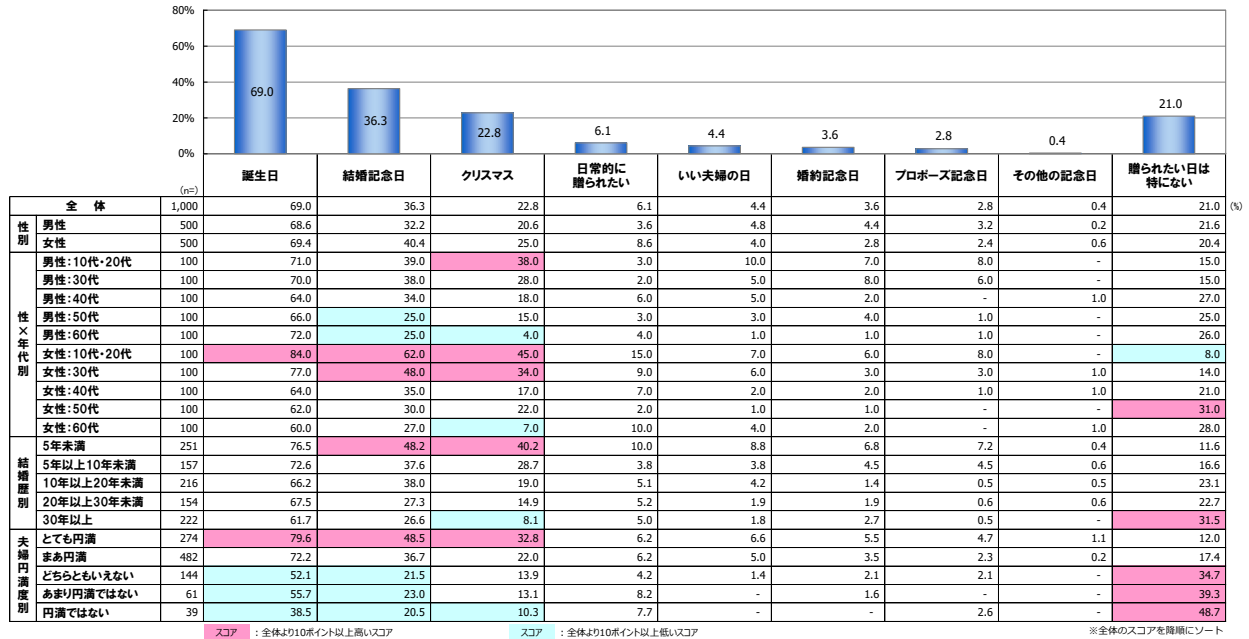 80%
60%
40%
20%
0%
69.0
36.3
22.8
6.1
4.4
3.6
2.8
0.4
21.0
(n=) 誕生日 結婚記念日 クリスマス 日常的に贈られたい いい夫婦の日 婚約記念日 プロポーズ記念日 その他の記念日 贈られたい日は特にない
全 体 1,000 69.0 36.3 22.8 6.1 4.4 3.6 2.8 0.4 21.0 (%)
性別
男性 500 68.6 32.2 20.6 3.6 4.8 4.4 3.2 0.2 21.6
女性 500 69.4 40.4 25.0 8.6 4.0 2.8 2.4 0.6 20.4
性×年代別
男性:10代・20代 100 71.0 39.0 38.0 3.0 10.0 7.0 8.0 - 15.0
男性:30代 100 70.0 38.0 28.0 2.0 5.0 8.0 6.0 - 15.0
男性:40代 100 64.0 34.0 18.0 6.0 5.0 2.0 - 1.0 27.0
男性:50代 100 66.0 25.0 15.0 3.0 3.0 4.0 1.0 - 25.0
男性:60代 100 72.0 25.0 4.0 4.0 1.0 1.0 1.0 - 26.0
女性:10代・20代 100 84.0 62.0 45.0 15.0 7.0 6.0 8.0 - 8.0
女性:30代 100 77.0 48.0 34.0 9.0 6.0 3.0 3.0 1.0 14.0
女性:40代 100 64.0 35.0 17.0 7.0 2.0 2.0 1.0 1.0 21.0
女性:50代 100 62.0 30.0 22.0 2.0 1.0 1.0 - - 31.0
女性:60代 100 60.0 27.0 7.0 10.0 4.0 2.0 - 1.0 28.0
結婚歴別
5年未満 251 76.5 48.2 40.2 10.0 8.8 6.8 7.2 0.4 11.6
5年以上10年未満 157 72.6 37.6 28.7 3.8 3.8 4.5 4.5 0.6 16.6
10年以上20年未満 216 66.2 38.0 19.0 5.1 4.2 1.4 0.5 0.5 23.1
20年以上30年未満 154 67.5 27.3 14.9 5.2 1.9 1.9 0.6 0.6 22.7
30年以上 222 61.7 26.6 8.1 5.0 1.8 2.7 0.5 - 31.5
夫婦円満度別
とても円満 274 79.6 48.5 32.8 6.2 6.6 5.5 4.7 1.1 12.0
まあ円満 482 72.2 36.7 22.0 6.2 5.0 3.5 2.3 0.2 17.4
どちらともいえない 144 52.1 21.5 13.9 4.2 1.4 2.1 2.1 - 34.7
あまり円満ではない 61 55.7 23.0 13.1 8.2 - 1.6 - - 39.3
円満ではない 39 38.5 20.5 10.3 7.7 - - 2.6 - 48.7
スコア :全体より10ポイント以上高いスコア スコア :全体より10ポイント以上低いスコア ※全体のスコアを降順にソート